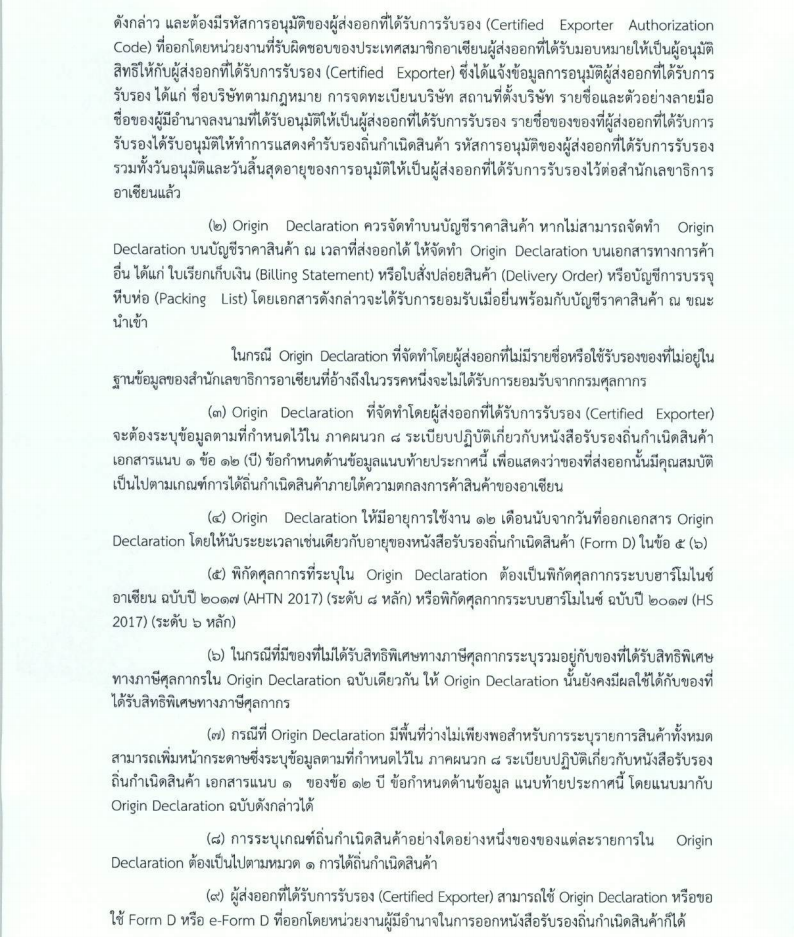 ดังกล่าว และต้องมีรหัสการอนุมัติของผู้ส่งออกที่ได้รับการรับรอง (Certified Exporter Authorization
Code) ที่ออกโดยหน่วยงานที่รับผิดชอบของประเทศสมาชิกอาเซียนผู้ส่งออกที่ได้รับมอบหมายให้เป็นผู้อนุมัติ
สิทธิให้กับผู้ส่งออกที่ได้รับการรับรอง (Certified Exporter) ซึ่งได้แจ้งข้อมูลการอนุมัติผู้ส่งออกที่ได้รับการ
รับรอง ได้แก่ ชื่อบริษัทตามกฎหมาย การจดทะเบียนบริษัท สถานที่ตั้งบริษัท รายชื่อและตัวอย่างลายมือ
ชื่อของผู้มีอำนาจลงนามที่ได้รับอนุมัติให้เป็นผู้ส่งออกที่ได้รับการรับรอง รายชื่อของของที่ผู้ส่งออกที่ได้รับการ
รับรองได้รับอนุมัติให้ทำการแสดงคำรับรองถิ่นกำเนิดสินค้า รหัสการอนุมัติของผู้ส่งออกที่ได้รับการรับรอง
รวมทั้งวันอนุมัติและวันสิ้นสุดอายุของการอนุมัติให้เป็นผู้ส่งออกที่ได้รับการรับรองไว้ต่อสำนักเลขาธิการ
อาเซียนแล้ว
(๒) Origin Declaration ควรจัดทำบนบัญชีราคาสินค้า หากไม่สามารถจัดทำ Origin
Declaration บนบัญชีราคาสินค้า ณ เวลาที่ส่งออกได้ ให้จัดทำ Origin Declaration บนเอกสารทางการค้า
อื่น ได้แก่ ใบเรียกเก็บเงิน (Billing Statement) หรือใบสั่งปล่อยสินค้า (Delivery Order) หรือบัญชีการบรรจุ
หีบห่อ (Packing List) โดยเอกสารดังกล่าวจะได้รับการยอมรับเมื่อยื่นพร้อมกับบัญชีราคาสินค้า ณ ขณะ
นำเข้า
ในกรณี Origin Declaration ที่จัดทำโดยผู้ส่งออกที่ไม่มีรายชื่อหรือใช้รับรองของที่ไม่อยู่ใน
ฐานข้อมูลของสำนักเลขาธิการอาเซียนที่อ้างถึงในวรรคหนึ่งจะไม่ได้รับการยอมรับจากกรมศุลกากร
(๓) Origin Declaration ที่จัดทำโดยผู้ส่งออกที่ได้รับการรับรอง (Certified Exporter)
จะต้องระบุข้อมูลตามที่กำหนดไว้ใน ภาคผนวก ๘ ระเบียบปฏิบัติเกี่ยวกับหนังสือรับรองถิ่นกำเนิดสินค้า
เอกสารแนบ ๑ ข้อ ๑๒ (บี) ข้อกำหนดด้านข้อมูลแนบท้ายประกาศนี้ เพื่อแสดงว่าของที่ส่งออกนั้นมีคุณสมบัติ
เป็นไปตามเกณฑ์การได้ถิ่นกำเนิดสินค้าภายใต้ความตกลงการค้าสินค้าของอาเซียน
(๔) Origin Declaration ให้มีอายุการใช้งาน ๑๒ เดือนนับจากวันที่ออกเอกสาร Origin
Declaration โดยให้นับระยะเวลาเช่นเดียวกับอายุของหนังสือรับรองถิ่นกำเนิดสินค้า (Form D) ในข้อ ๕ (๖)
(๕) พิกัดศุลกากรที่ระบุใน Origin Declaration ต้องเป็นพิกัดศุลกากรระบบฮาร์โมไนซ์
อาเซียน ฉบับปี ๒๐๑๗ (AHTN 2017) (ระดับ ๘ หลัก) หรือพิกัดศุลกากรระบบฮาร์โมไนซ์ ฉบับปี ๒๐๑๗ (HS
2017) (ระดับ ๖ หลัก)
(๖) ในกรณีที่มีของที่ไม่ได้รับสิทธิพิเศษทางภาษีศุลกากรระบุรวมอยู่กับของที่ได้รับสิทธิพิเศษ
ทางภาษีศุลกากรใน Origin Declaration ฉบับเดียวกัน ให้ Origin Declaration นั้นยังคงมีผลใช้ได้กับของที่
ได้รับสิทธิพิเศษทางภาษีศุลกากร
(๗) กรณีที่ Origin Declaration มีพื้นที่ว่างไม่เพียงพอสำหรับการระบุรายการสินค้าทั้งหมด
สามารถเพิ่มหน้ากระดาษซึ่งระบุข้อมูลตามที่กำหนดไว้ใน ภาคผนวก ๘ ระเบียบปฏิบัติเกี่ยวกับหนังสือรับรอง
ถิ่นกำเนิดสินค้า เอกสารแนบ ๑ ของข้อ ๑๒ บี ข้อกำหนดด้านข้อมูล แนบท้ายประกาศนี้ โดยแนบมากับ
Origin Declaration ฉบับดังกล่าวได้
(๘) การระบุเกณฑ์ถิ่นกำเนิดสินค้าอย่างใดอย่างหนึ่งของของแต่ละรายการใน Origin
Declaration ต้องเป็นไปตามหมวด ๑ การได้ถิ่นกำเนิดสินค้า
(๙) ผู้ส่งออกที่ได้รับการรับรอง (Certified Exporter) สามารถใช้ Origin Declaration หรือขอ
ใช้ Form D หรือ e-Form D ที่ออกโดยหน่วยงานผู้มีอำนาจในการออกหนังสือรับรองถิ่นกำเนิดสินค้าก็ได้